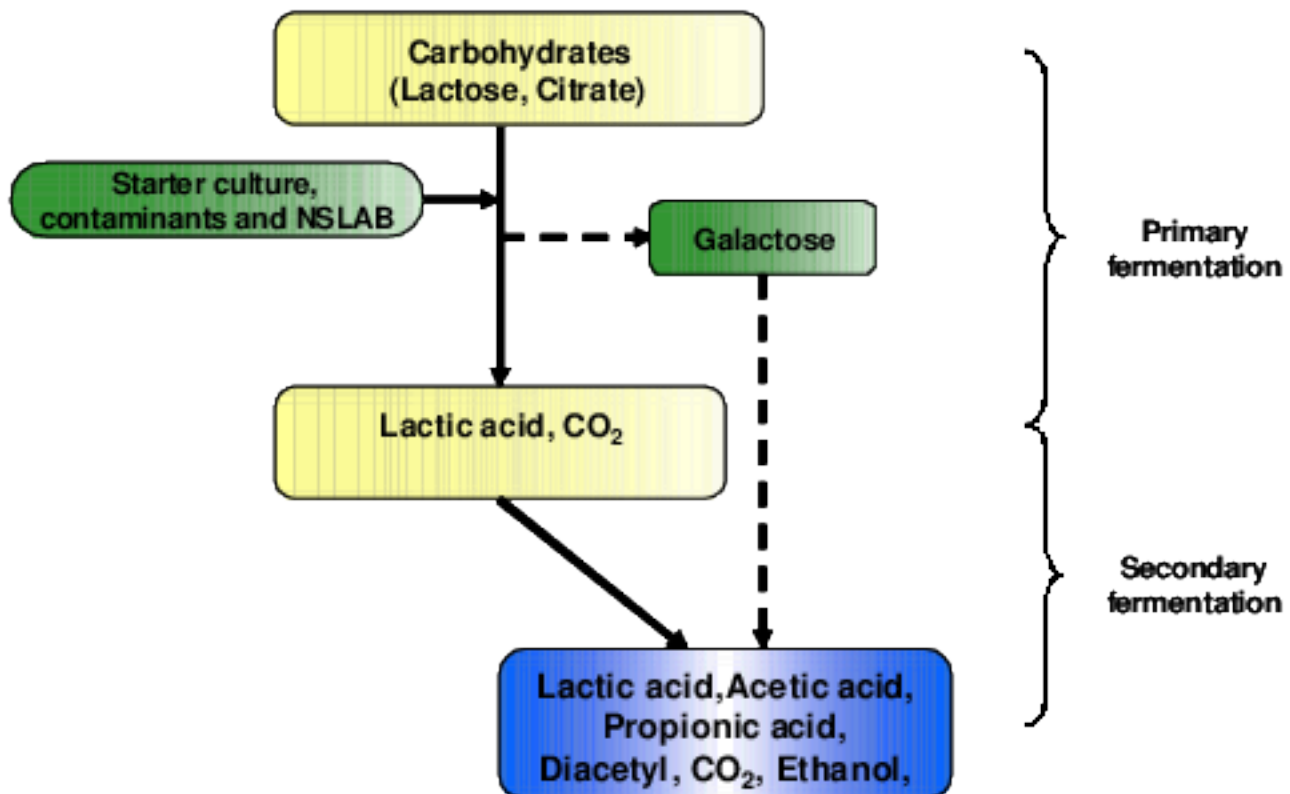 Carbohydrates
(Lactose, Citrate)
Starter culture,
contaminants and NSLAB
Galactose
Primary
fermentation
Lactic acid, CO₂
Secondary
fermentation
Lactic acid,Acetic acid,
Propionic acid,
Diacetyl, CO₂, Ethanol,